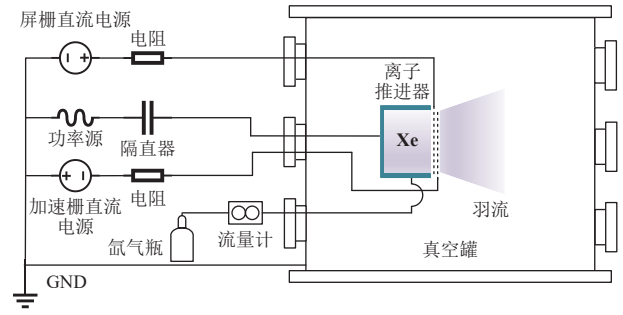 屏栅直流电源
电阻
离子
推进器
功率源
隔直器
Xe
加速栅直流
电源
电阻
羽流
氙气瓶
流量计
真空罐
GND